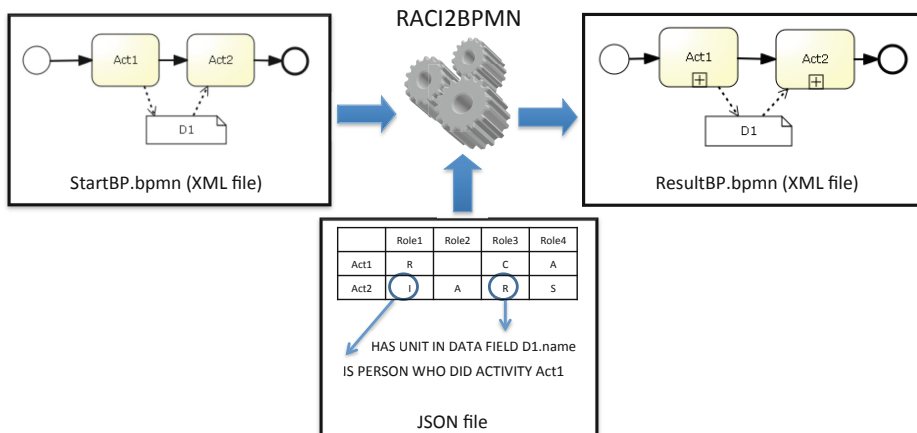 RACI2BPMN
Act1
Act2
D1
StartBP.bpmn (XML file)
Act1
Act2
D1
ResultBP.bpmn (XML file)
Role1 Role2 Role3 Role4
Act1 R C A
Act2 I A R S
HAS UNIT IN DATA FIELD D1.name
IS PERSON WHO DID ACTIVITY Act1
JSON file